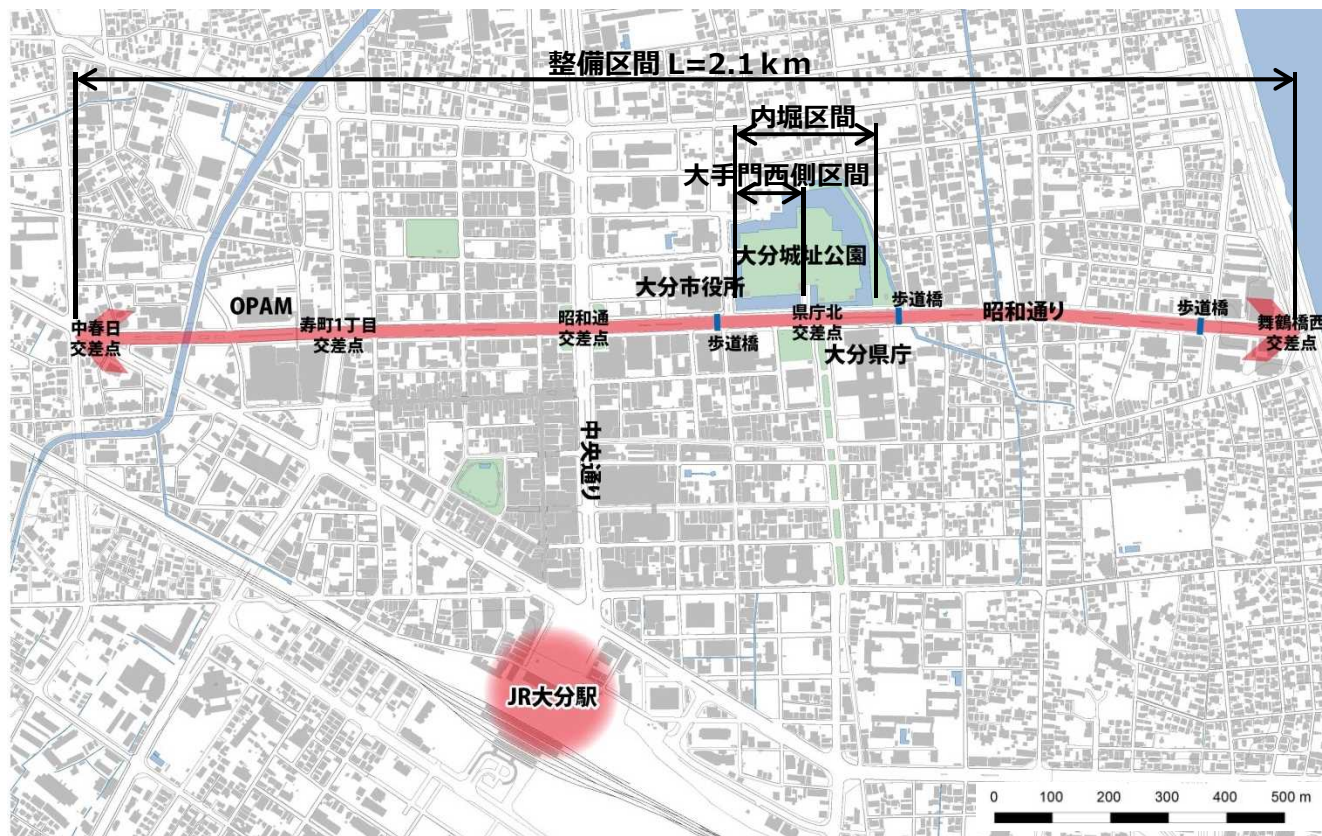 整備区間 L=2.1ｋｍ
内堀区間
大手門西側区間
大分城址公園
大分市役所
OPAM
中春日
交差点
寿町1丁目
交差点
昭和通
交差点
歩道橋
県庁北
交差点
歩道橋
大分県庁
昭和通り
歩道橋
舞鶴橋西
交差点
中央通り
JR大分駅
0 100 200 300 400 500 m